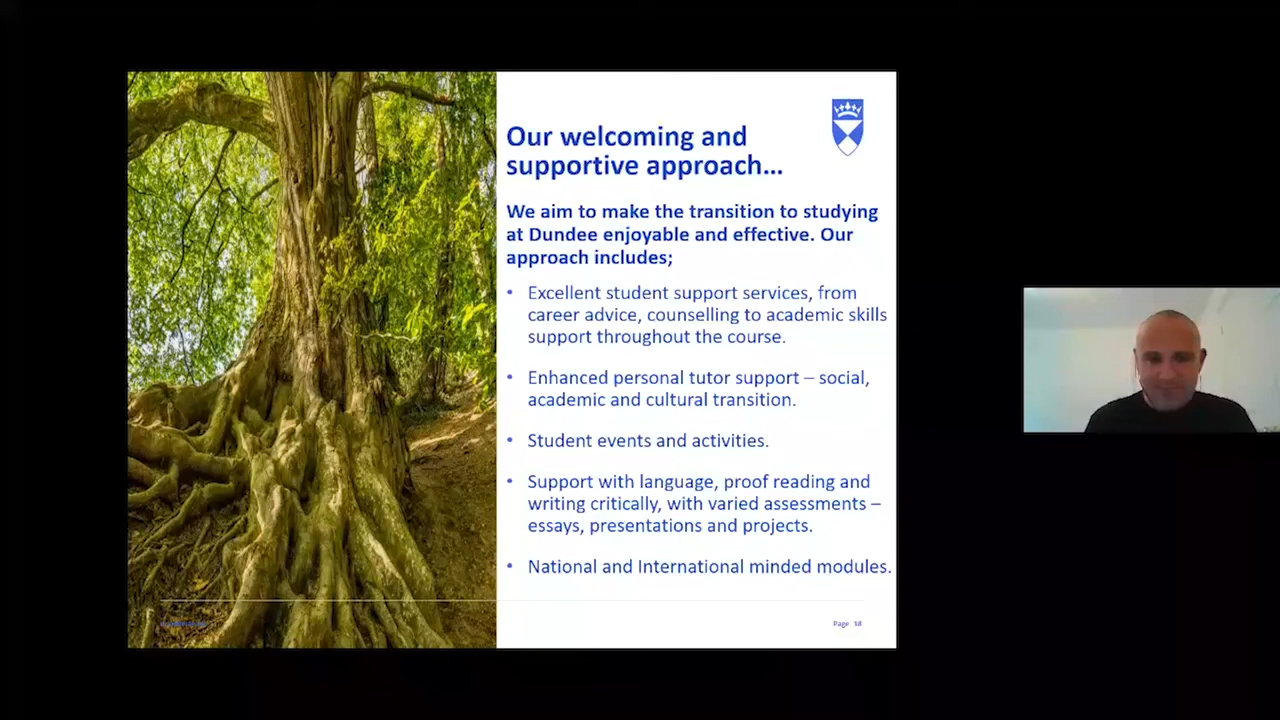 Our welcoming and
supportive approach...
We aim to make the transition to studying
at Dundee enjoyable and effective. Our
approach includes;
• Excellent student support services, from
career advice, counselling to academic skills
support throughout the course.
• Enhanced personal tutor support – social,
academic and cultural transition.
• Student events and activities.
• Support with language, proof reading and
writing critically, with varied assessments –
essays, presentations and projects.
• National and International minded modules.
Page 18